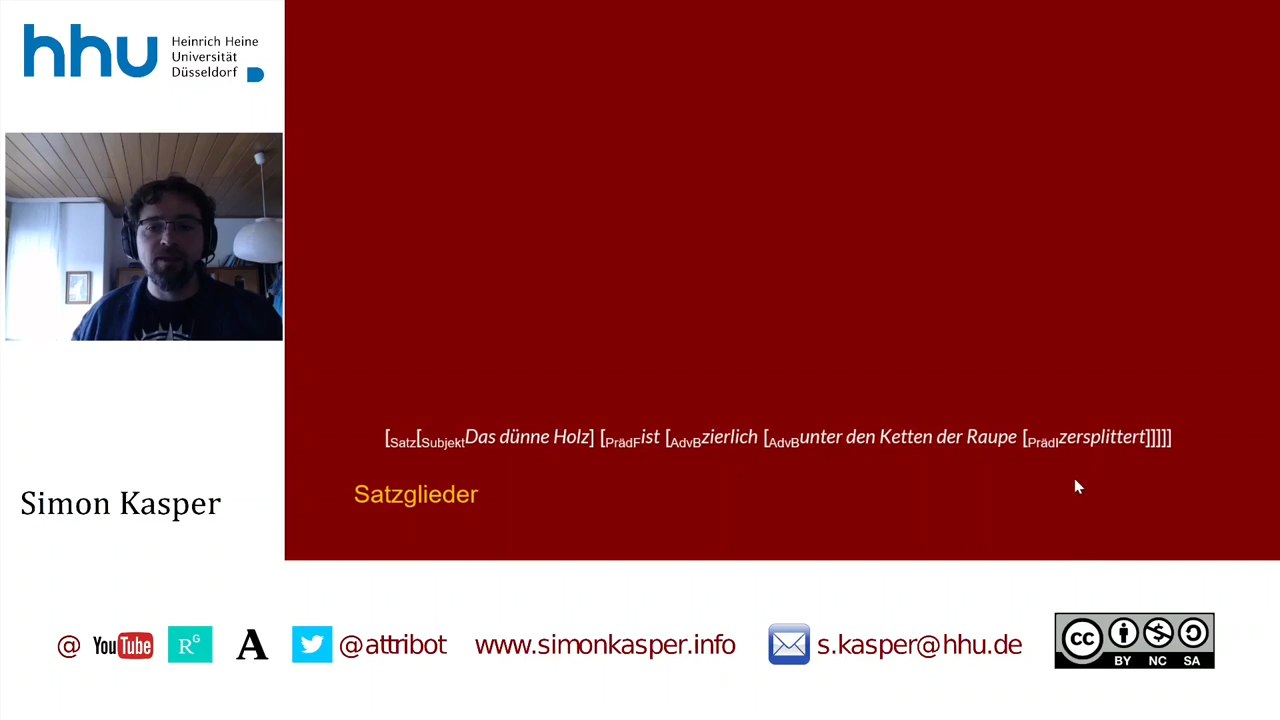 hhu Heinrich Heine
Universität
Düsseldorf
[Satz[SubjektDas dünne Holz] [PrädFist [AdvBzierlich [AdvBunter den Ketten der Raupe [PrädIzersplittert]]]]]
Satzglieder
Simon Kasper
@ YouTube RG A @attribot www.simonkasper.info s.kasper@hhu.de cc
BY NC SA